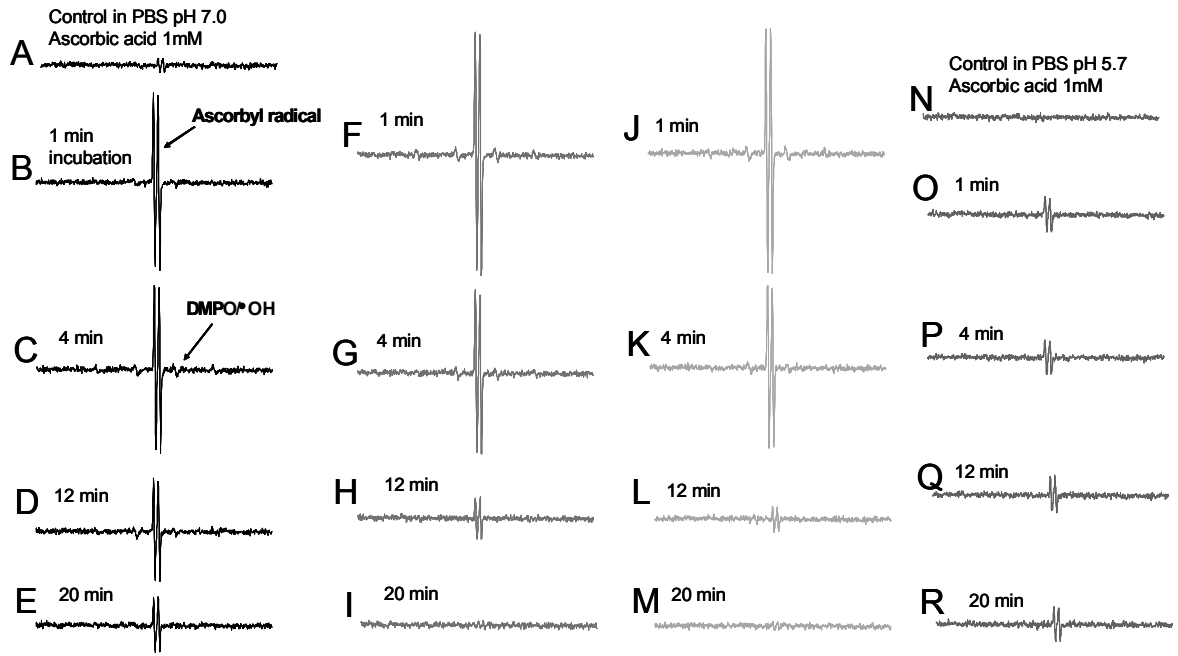 Control in PBS pH 7.0
Ascorbic acid 1mM
A
Ascorbyl radical
1 min
incubation
B
DMPO/• OH
C 4 min
D 12 min
E 20 min
F 1 min
G 4 min
H 12 min
I 20 min
J 1 min
K 4 min
L 12 min
M 20 min
Control in PBS pH 5.7
Ascorbic acid 1mM
N
O 1 min
P 4 min
Q 12 min
R 20 min